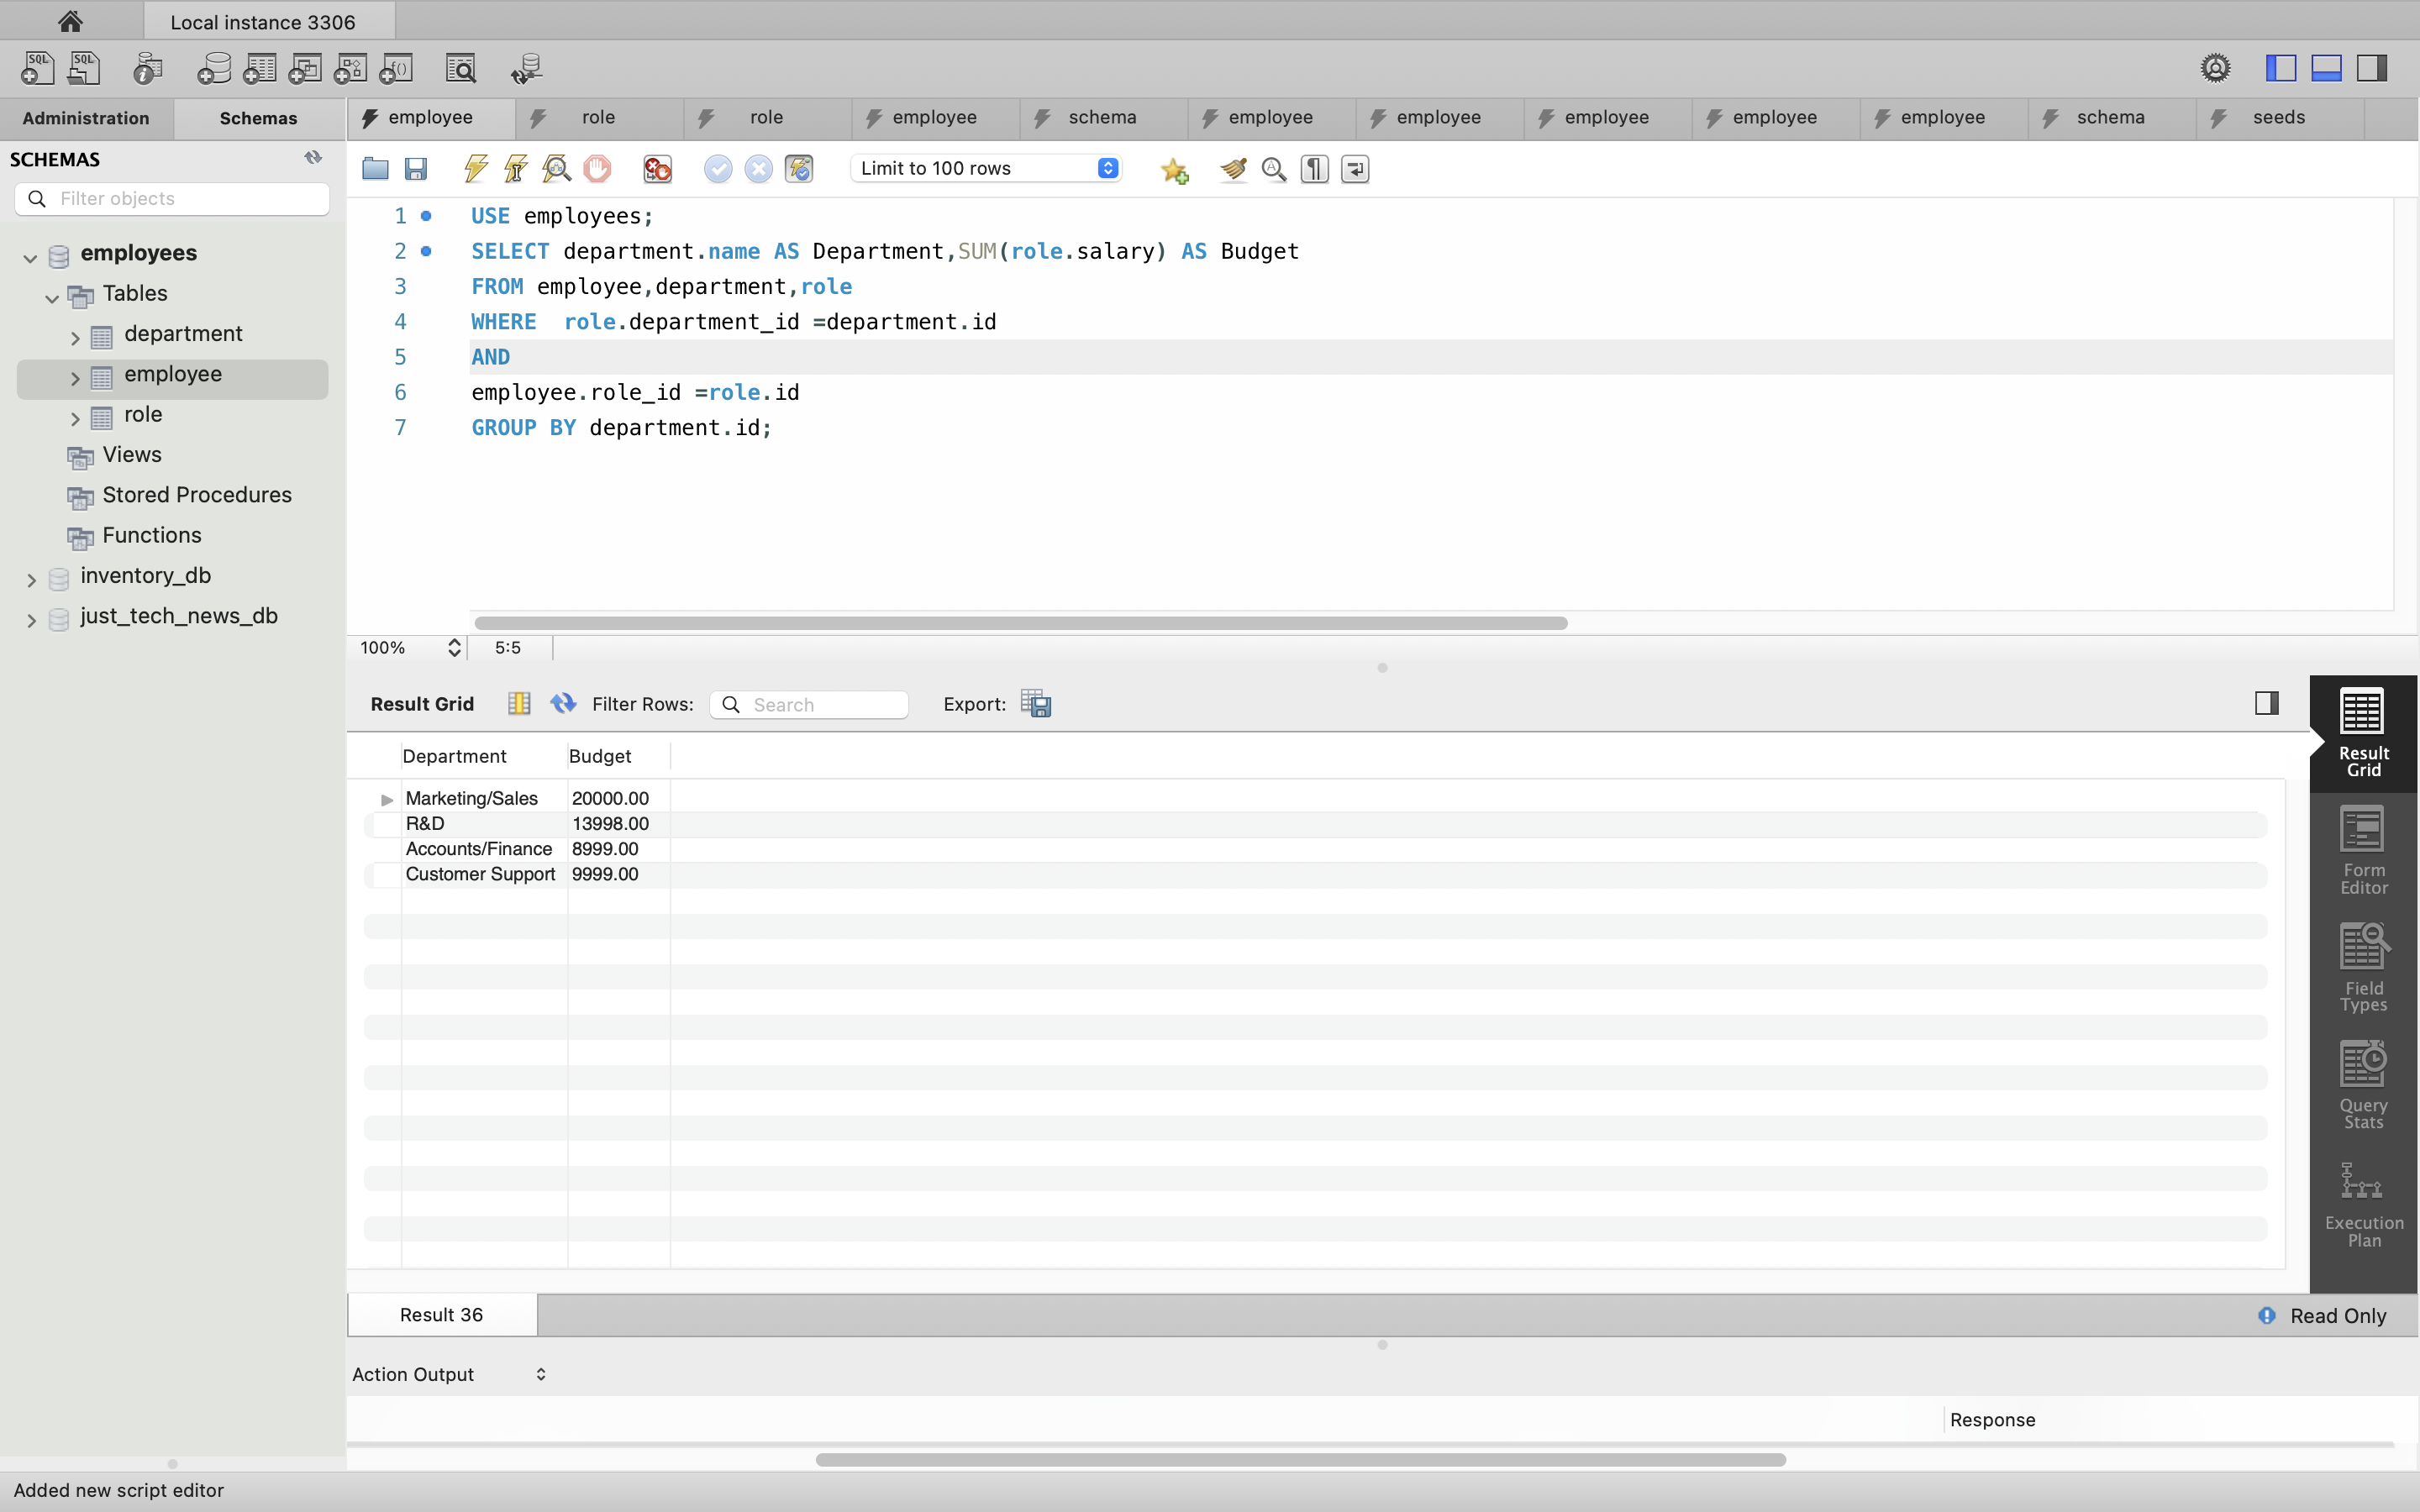 Local instance 3306
Administration
Schemas
employee
role
role
employee
schema
employee
employee
employee
employee
employee
schema
seeds
SCHEMAS
Filter objects
employees
Tables
department
employee
role
Views
Stored Procedures
Functions
inventory_db
just_tech_news_db
Limit to 100 rows
1 USE employees;
2 SELECT department.name AS Department,SUM(role.salary) AS Budget
3 FROM employee,department,role
4 WHERE  role.department_id =department.id
5 AND
6 employee.role_id =role.id
7 GROUP BY department.id;
100%
5:5
Result Grid
Filter Rows:
Search
Export:
Department Budget
Marketing/Sales 20000.00
R&D 13998.00
Accounts/Finance 8999.00
Customer Support 9999.00
Result
Grid
Form
Editor
Field
Types
Query
Stats
Execution
Plan
Result 36
Read Only
Action Output
Response
Added new script editor